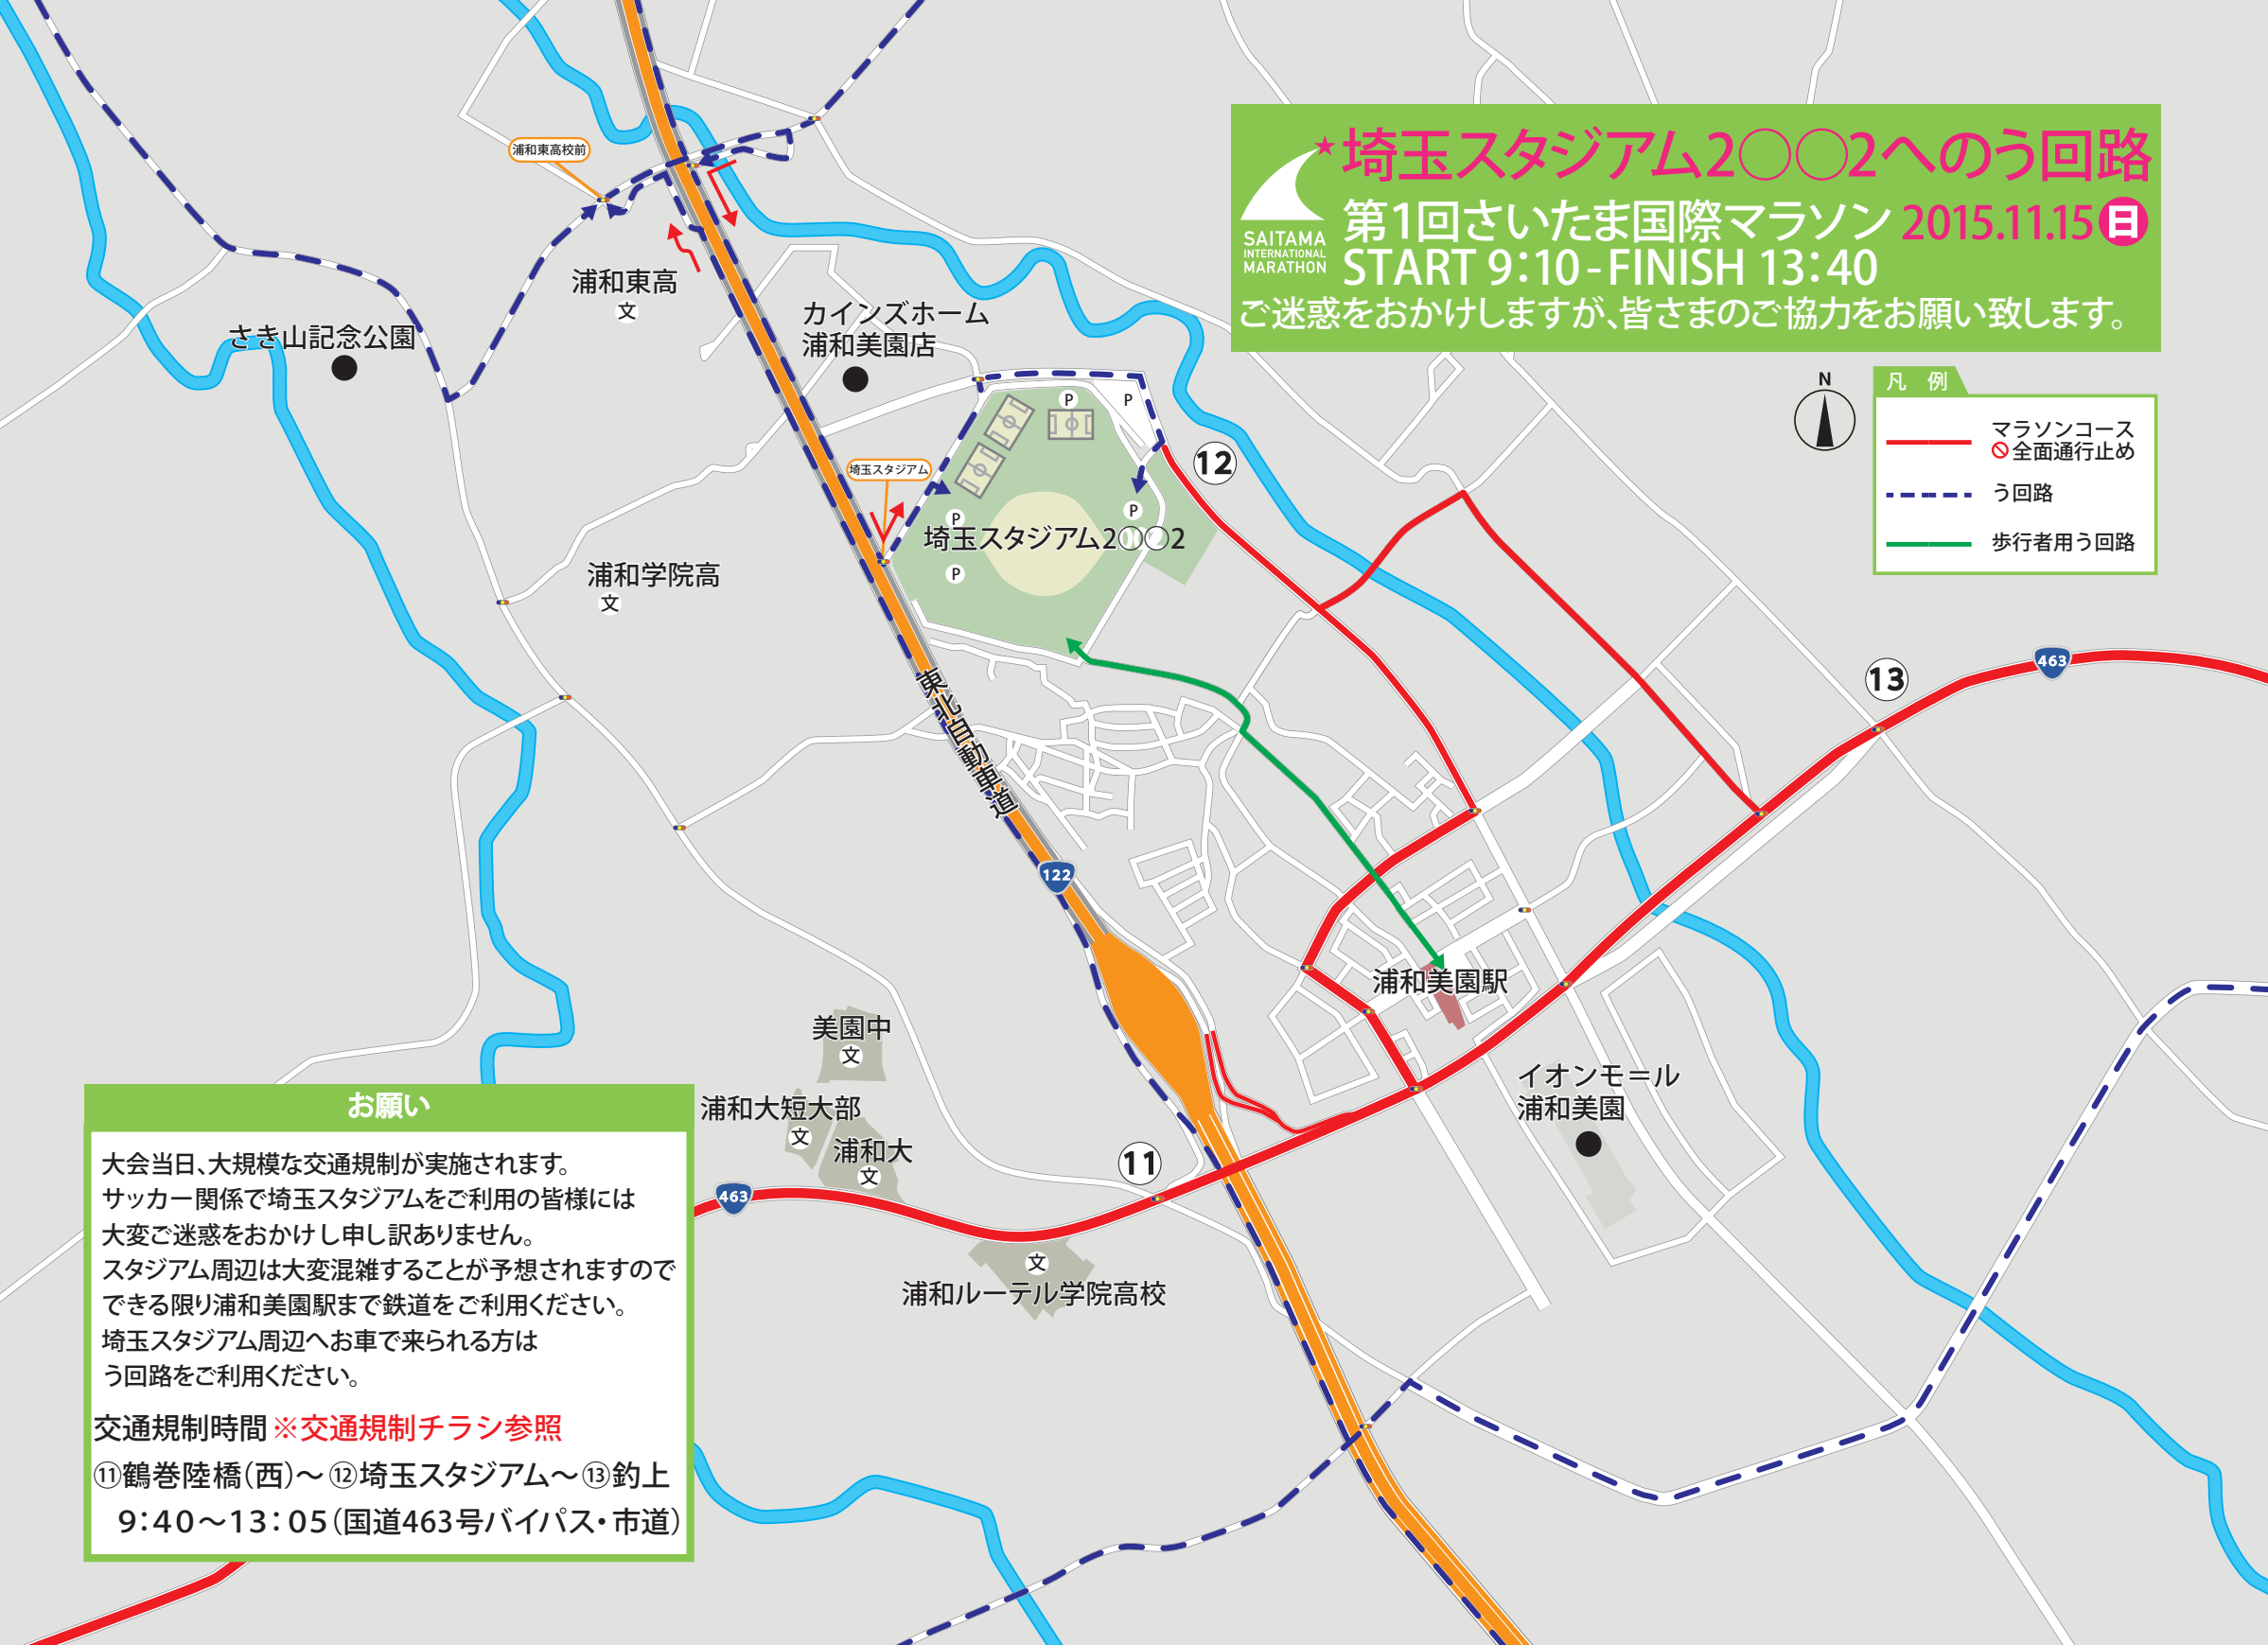 埼玉スタジアム2〇〇2へのう回路
SAITAMA
INTERNATIONAL
MARATHON
第1回さいたま国際マラソン 2015.11.15 日
START 9:10-FINISH 13:40
ご迷惑をおかけしますが、皆さまのご協力をお願い致します。
N
凡 例
マラソンコース
全面通行止め
う回路
歩行者用う回路
浦和東高校前
浦和東高
文
カインズホーム
浦和美園店
さき山記念公園
P
P
12
埼玉スタジアム
P
P
埼玉スタジアム2〇〇2
P
浦和学院高
文
東北自動車道
13
463
122
浦和美園駅
美園中
文
イオンモール
浦和美園
浦和大短大部
文
浦和大
文
11
463
文
浦和ルーテル学院高校
お願い
大会当日、大規模な交通規制が実施されます。
サッカー関係で埼玉スタジアムをご利用の皆様には
大変ご迷惑をおかけし申し訳ありません。
スタジアム周辺は大変混雑することが予想されますので
できる限り浦和美園駅まで鉄道をご利用ください。
埼玉スタジアム周辺へお車で来られる方は
う回路をご利用ください。
交通規制時間 ※交通規制チラシ参照
⑪鶴巻陸橋(西)～⑫埼玉スタジアム～⑬釣上
9:40～13:05(国道463号バイパス・市道)